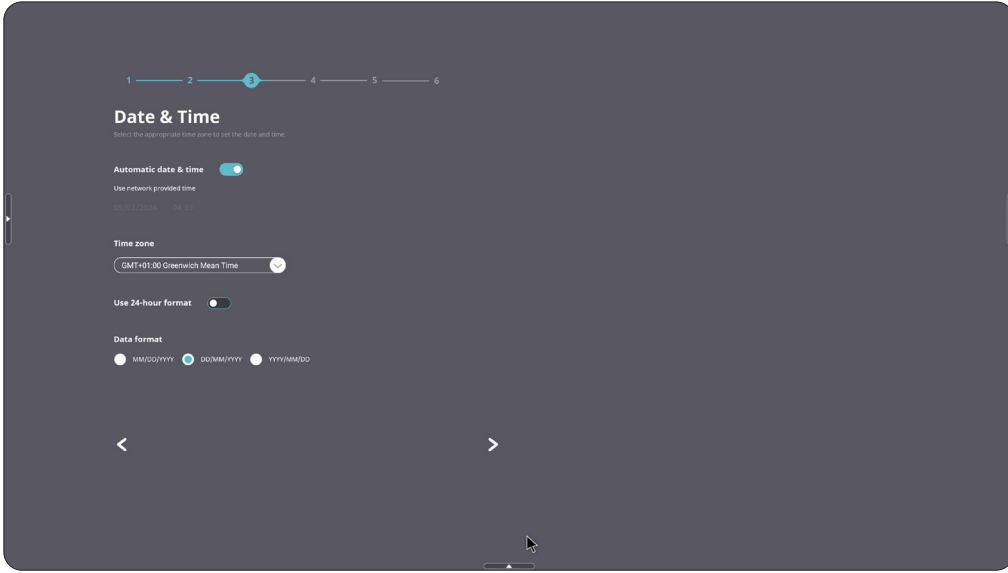 1 2 3 4 5 6
Date & Time
Select the appropriate time zone to set the date and time.
Automatic date & time
Use network provided time
04:53
Time zone
GMT+01:00 Greenwich Mean Time
Use 24-hour format
Data format
MM/DD/YYYY DD/MM/YYYY YYYY/MM/DD